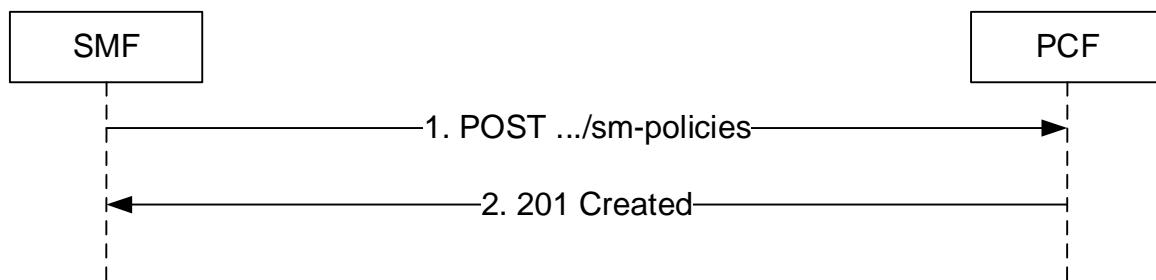 SMF
PCF
1. POST .../sm-policies
2. 201 Created